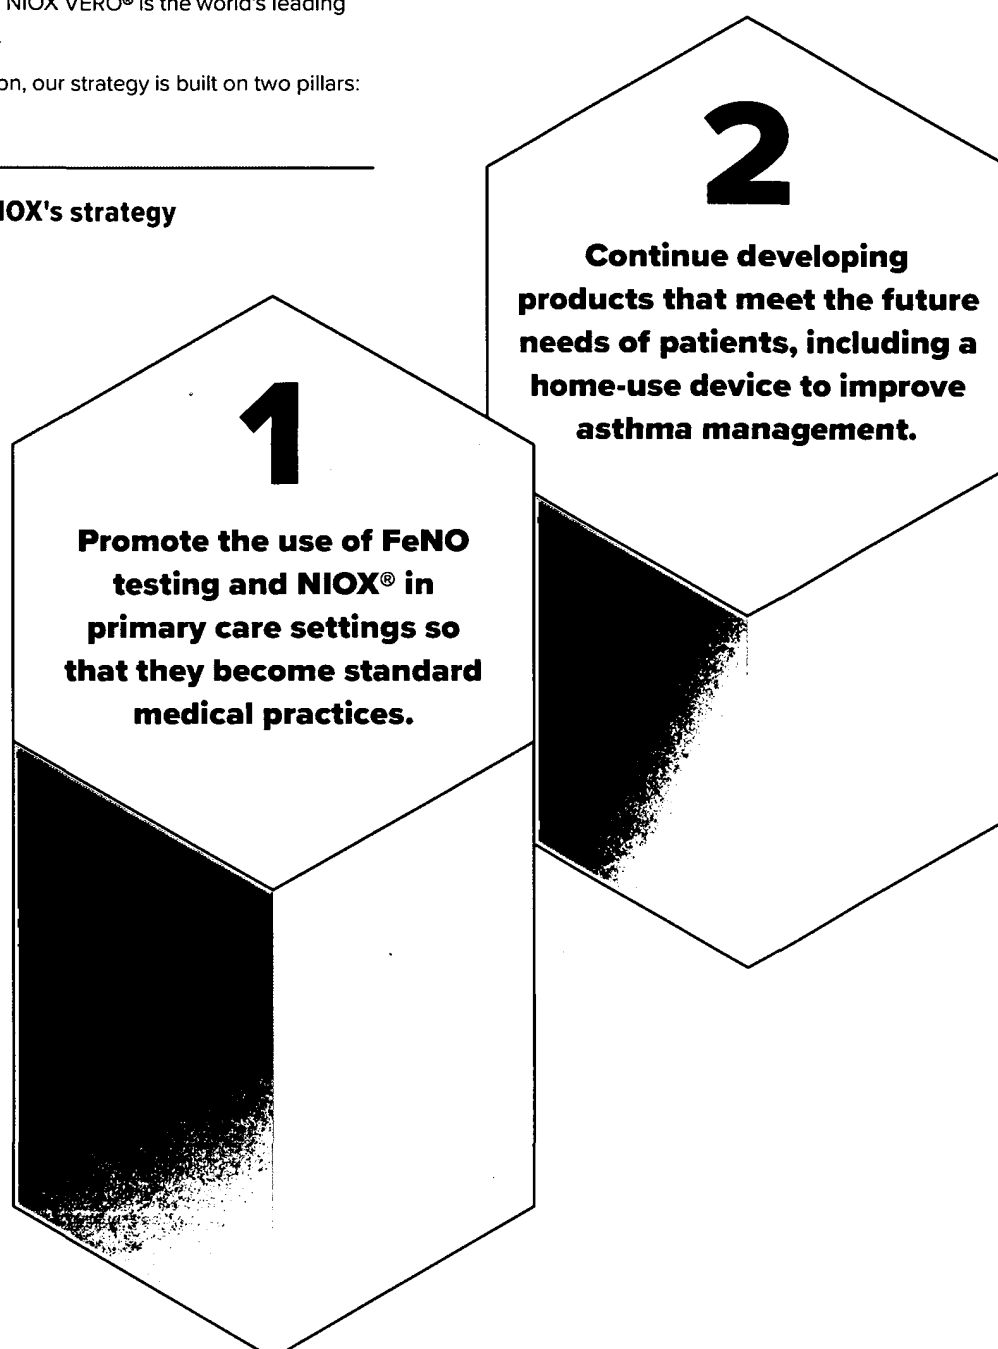 NIOX VERO® is the world's leading
on, our strategy is built on two pillars:
IOX's strategy
1
Promote the use of FeNO
testing and NIOX® in
primary care settings so
that they become standard
medical practices.
2
Continue developing
products that meet the future
needs of patients, including a
home-use device to improve
asthma management.